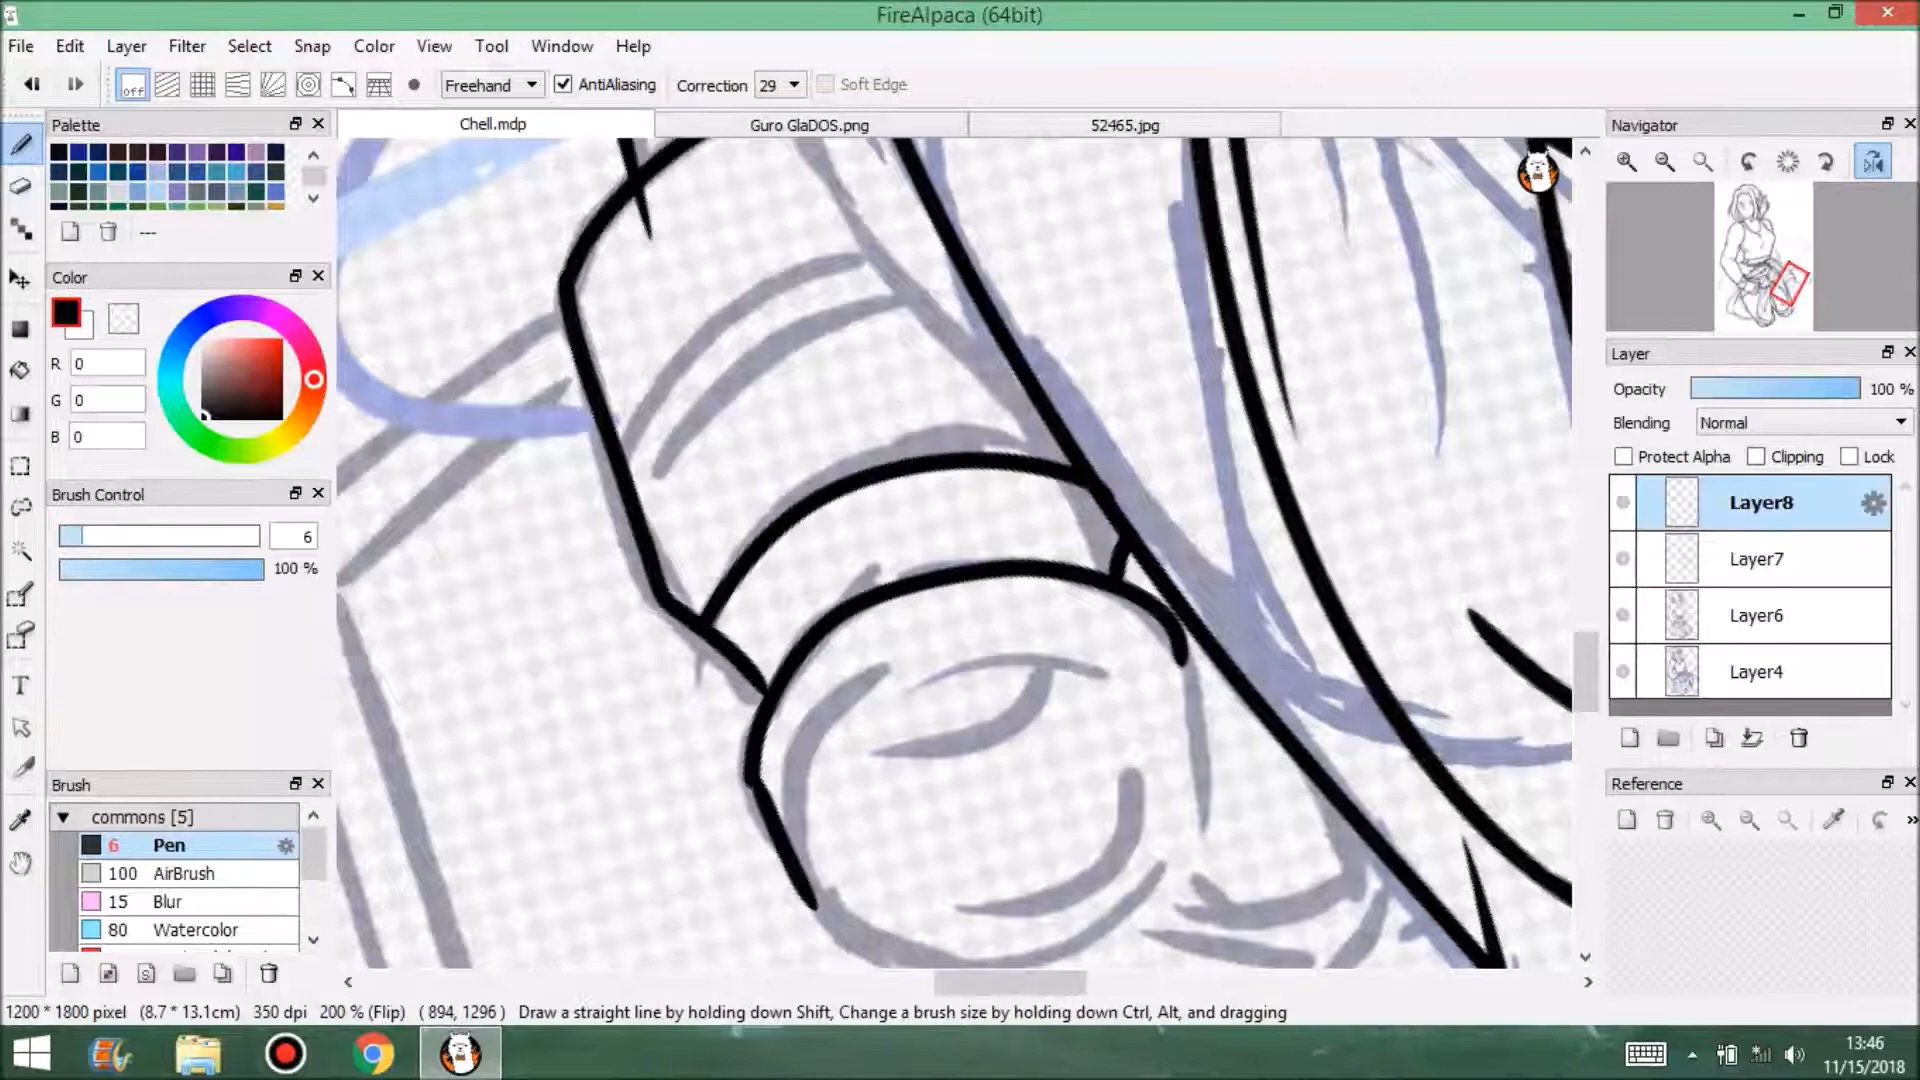 FireAlpaca (64bit)
File Edit Layer Filter Select Snap Color View Tool Window Help
off Freehand AntiAliasing Correction 29 Soft Edge
Palette
Chell.mdp Guro GlaDOS.png 52465.jpg
Navigator
---
Color
R 0
G 0
B 0
Brush Control
6
100 %
Brush
commons [5]
6 Pen
100 AirBrush
15 Blur
80 Watercolor
Layer
Opacity 100 %
Blending Normal
Protect Alpha Clipping Lock
Layer8
Layer7
Layer6
Layer4
Reference
1200 * 1800 pixel (8.7 * 13.1cm) 350 dpi 200 % (Flip) ( 894, 1296 ) Draw a straight line by holding down Shift, Change a brush size by holding down Ctrl, Alt, and dragging
13:46
11/15/2018